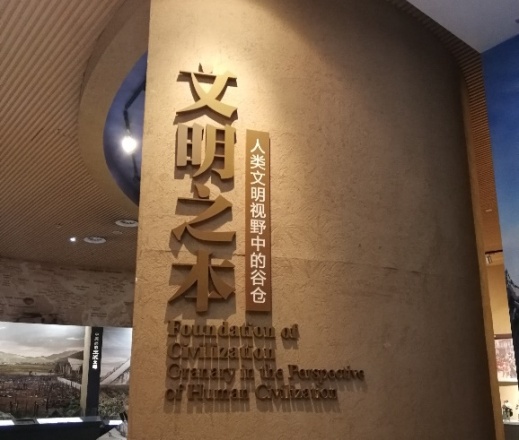 文明之本
人类文明视野中的谷仓
Foundation of
Civilization
Granary in the Perspective
of Human Civilization